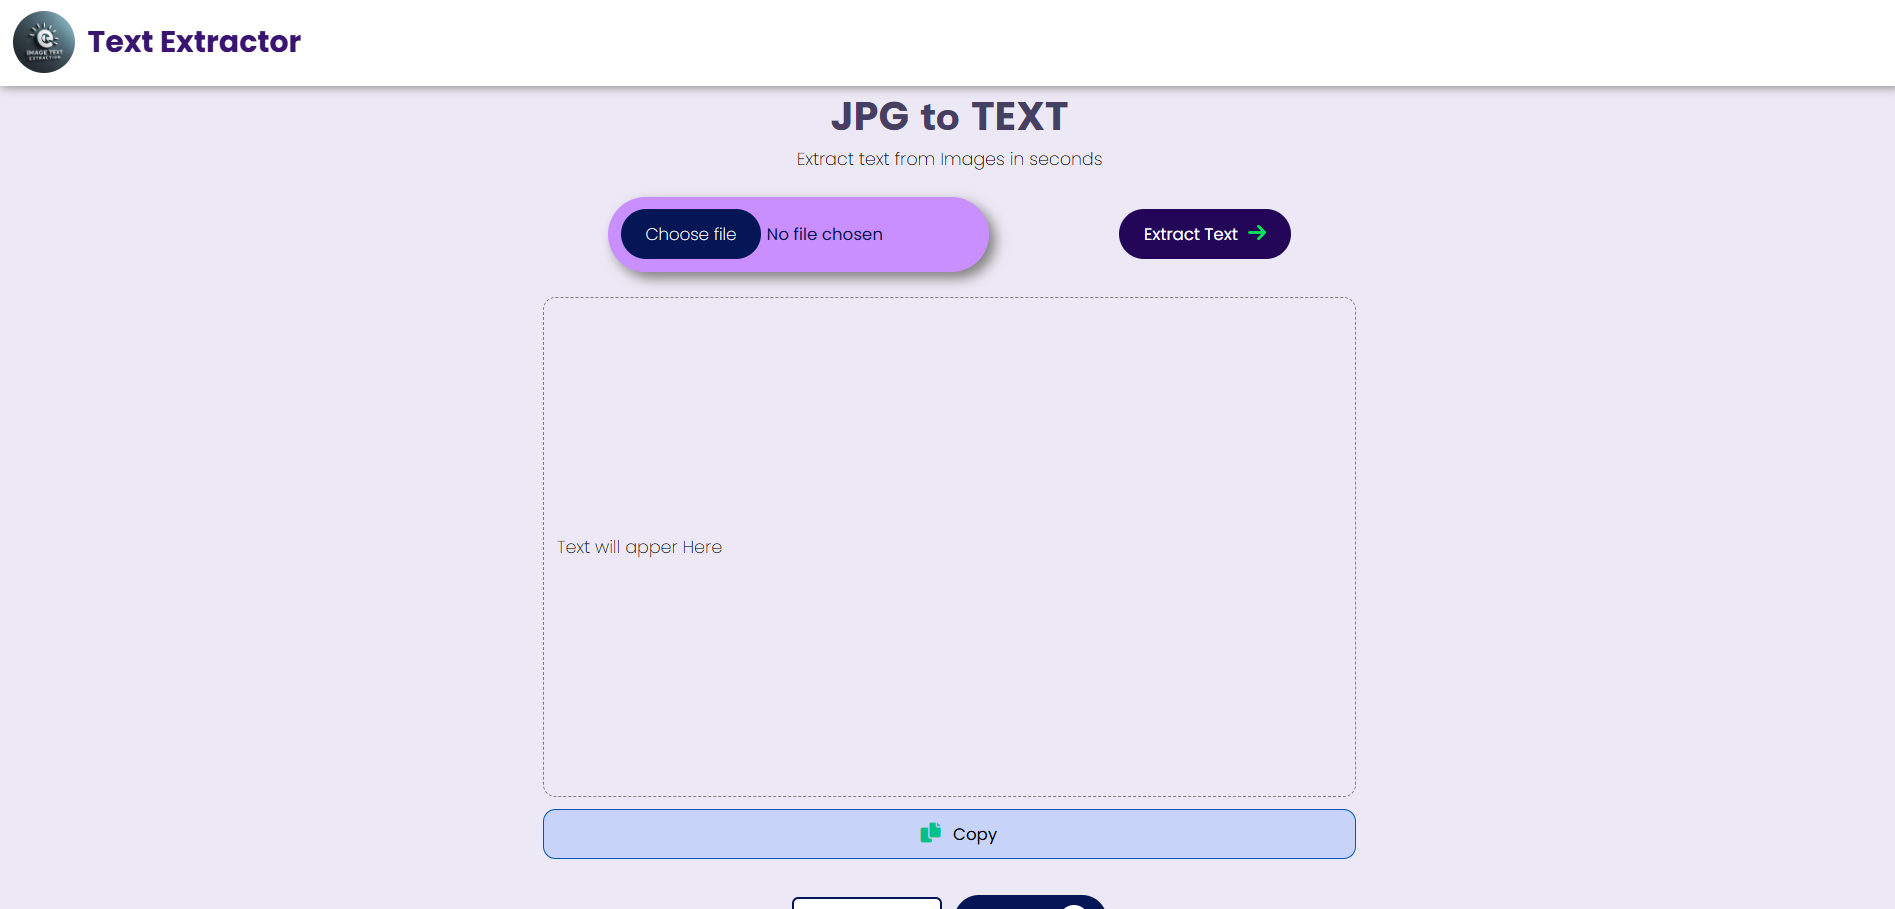 IMAGE TEXT
EXTRACTION
Text Extractor
JPG to TEXT
Extract text from Images in seconds
Choose file No file chosen
Extract Text
Text will apper Here
Copy